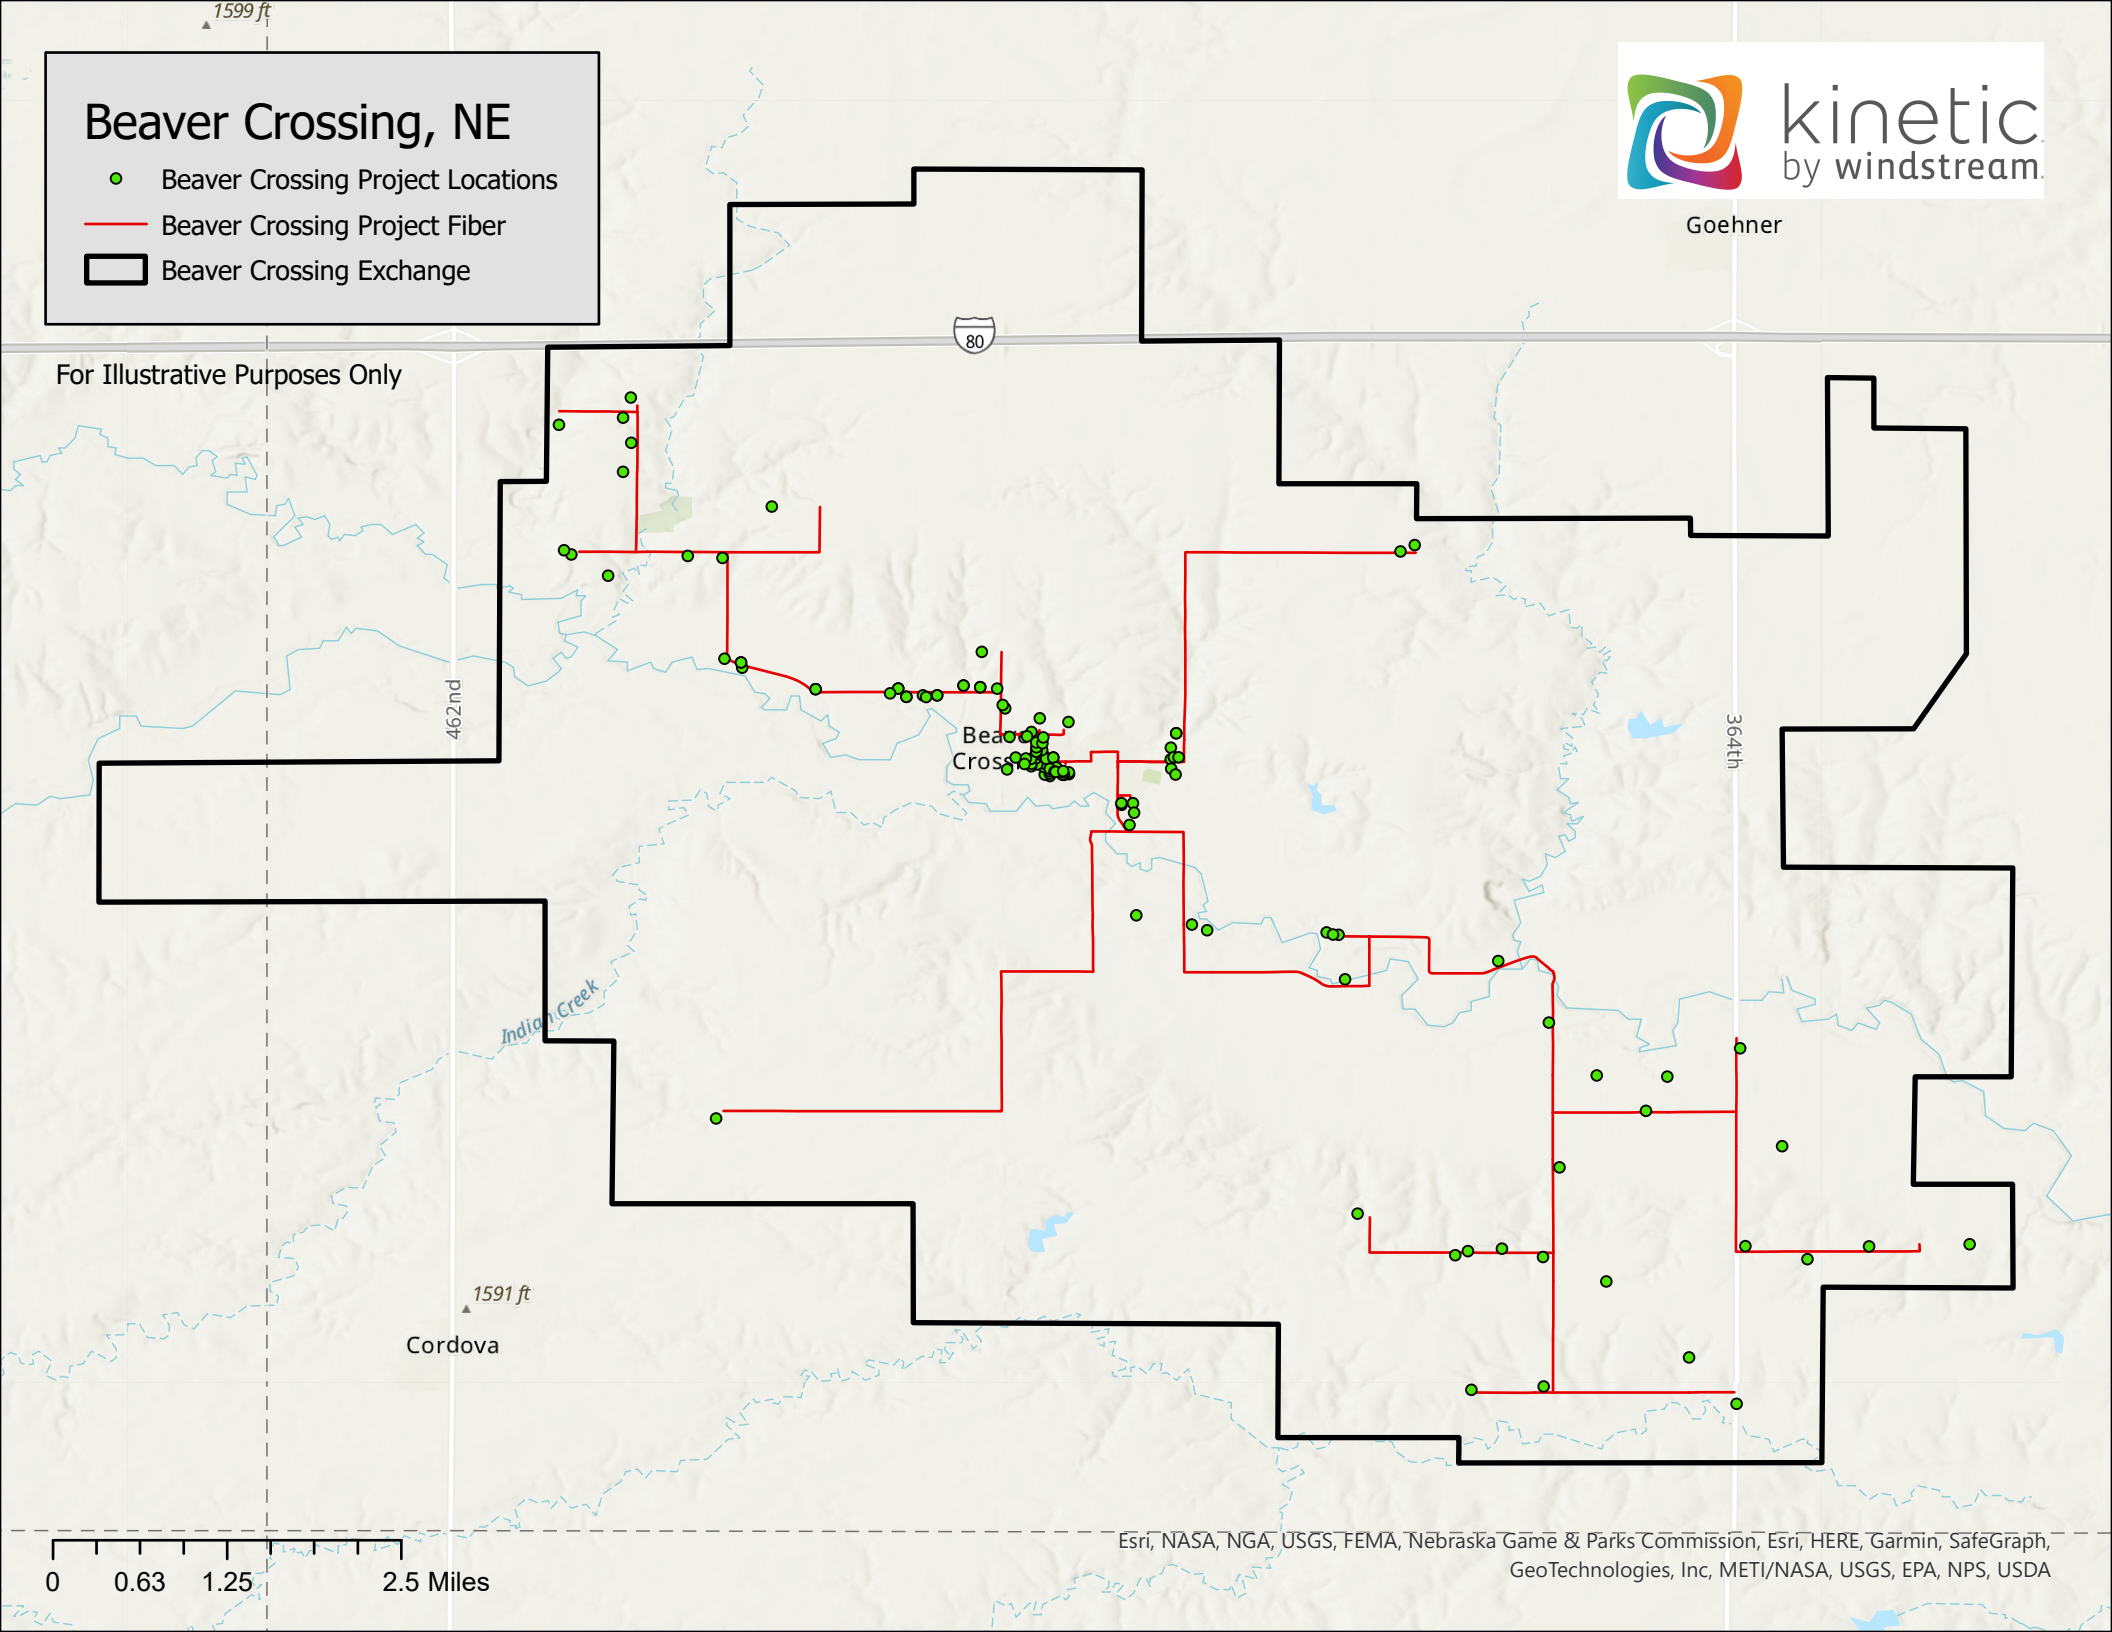 1599 ft
Beaver Crossing, NE
Beaver Crossing Project Locations
Beaver Crossing Project Fiber
Beaver Crossing Exchange
kinetic
by windstream.
Goehner
80
For Illustrative Purposes Only
462nd
364th
Indian Creek
1591 ft
Cordova
Esri, NASA, NGA, USGS, FEMA, Nebraska Game & Parks Commission, Esri, HERE, Garmin, SafeGraph,
GeoTechnologies, Inc, METI/NASA, USGS, EPA, NPS, USDA
0 0.63 1.25 2.5 Miles